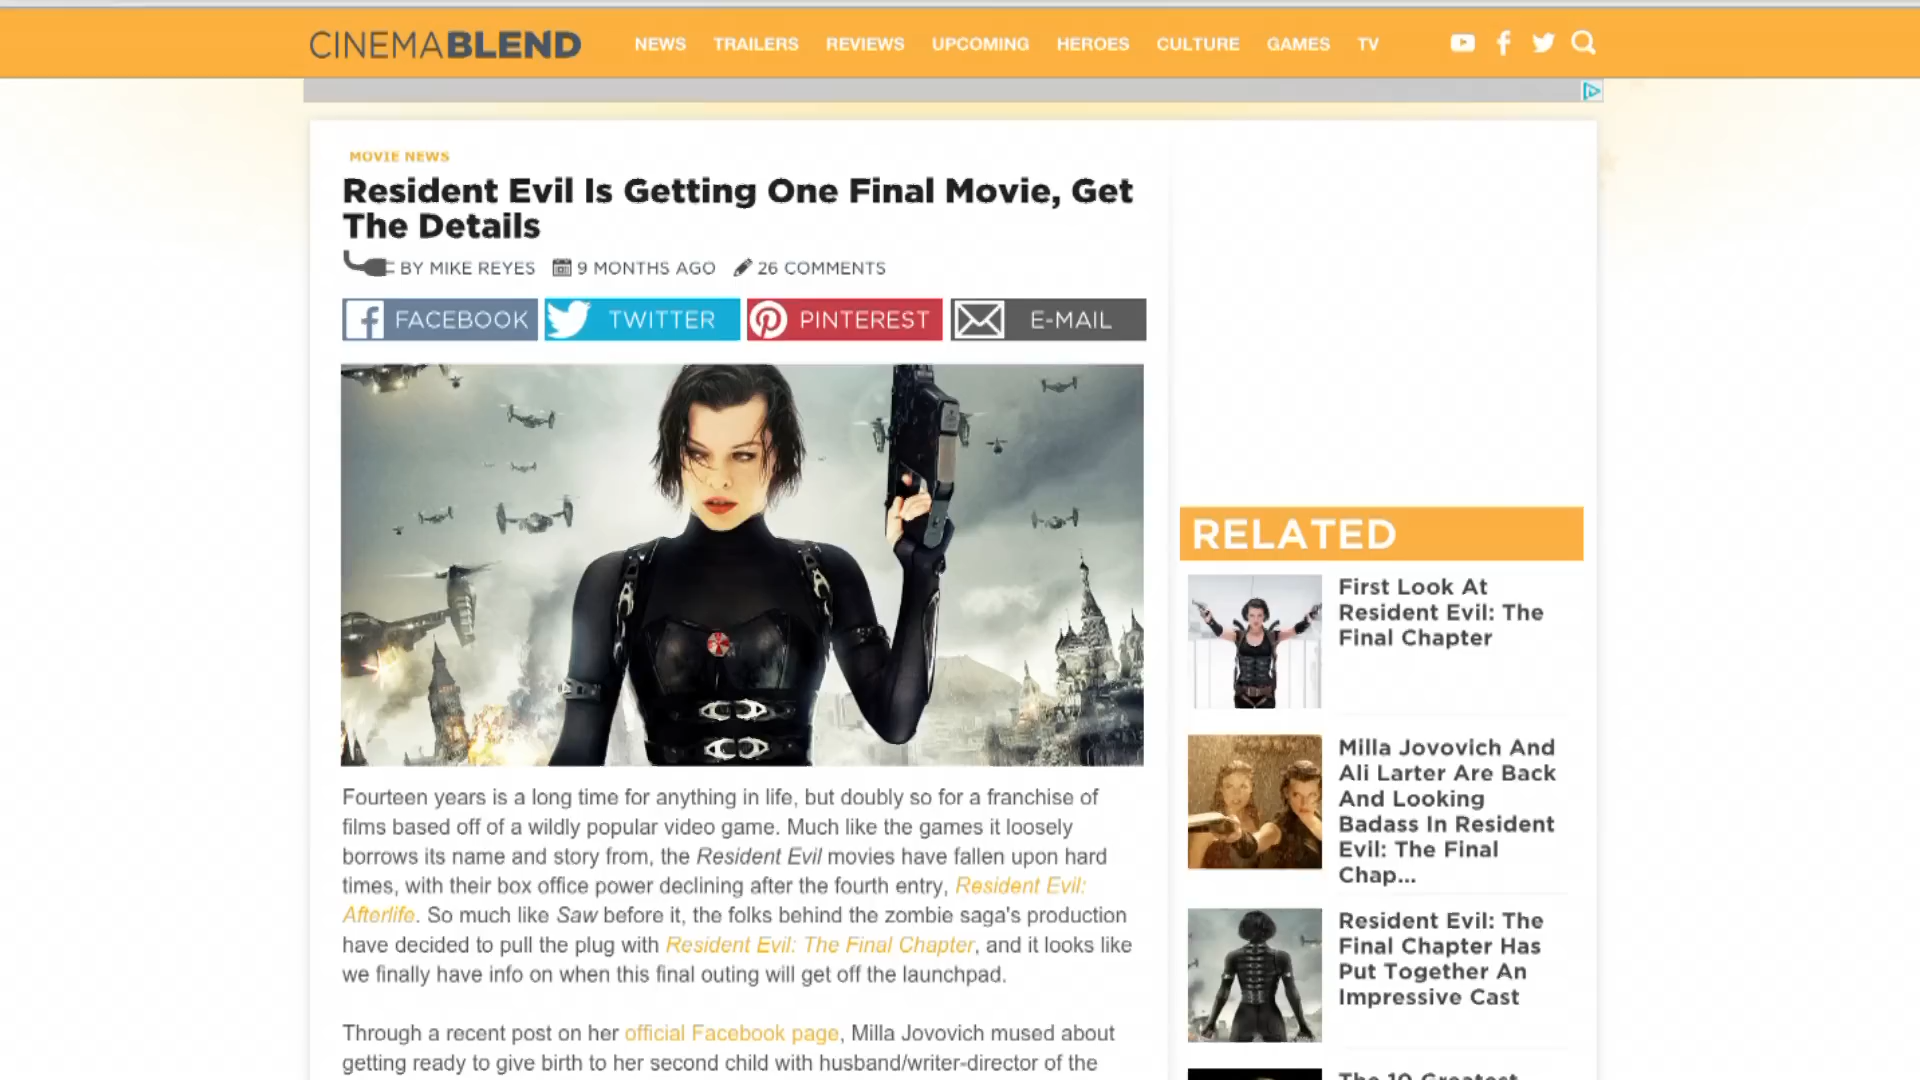 CINEMABLEND
NEWS TRAILERS REVIEWS UPCOMING HEROES CULTURE GAMES TV
MOVIE NEWS
Resident Evil Is Getting One Final Movie, Get
The Details
BY MIKE REYES 9 MONTHS AGO 26 COMMENTS
FACEBOOK TWITTER PINTEREST E-MAIL
Fourteen years is a long time for anything in life, but doubly so for a franchise of
films based off of a wildly popular video game. Much like the games it loosely
borrows its name and story from, the Resident Evil movies have fallen upon hard
times, with their box office power declining after the fourth entry, Resident Evil:
Afterlife. So much like Saw before it, the folks behind the zombie saga's production
have decided to pull the plug with Resident Evil: The Final Chapter, and it looks like
we finally have info on when this final outing will get off the launchpad.
Through a recent post on her official Facebook page, Milla Jovovich mused about
getting ready to give birth to her second child with husband/writer-director of the
RELATED
First Look At
Resident Evil: The
Final Chapter
Milla Jovovich And
Ali Larter Are Back
And Looking
Badass In Resident
Evil: The Final
Chap...
Resident Evil: The
Final Chapter Has
Put Together An
Impressive Cast
The 10 Greatest